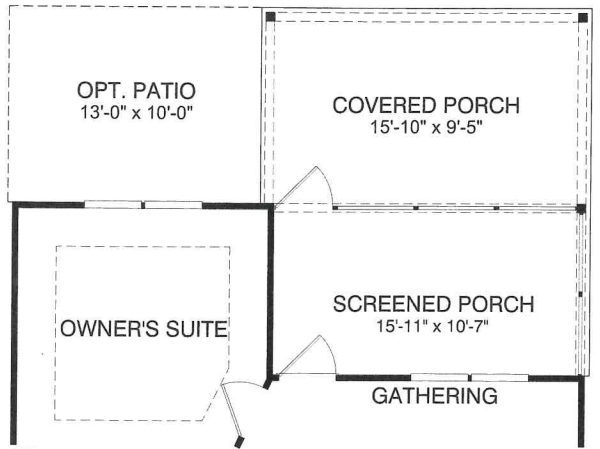 OPT. PATIO
13'-0" x 10'-0"
COVERED PORCH
15'-10" x 9'-5"
SCREENED PORCH
15'-11" x 10'-7"
OWNER'S SUITE
GATHERING